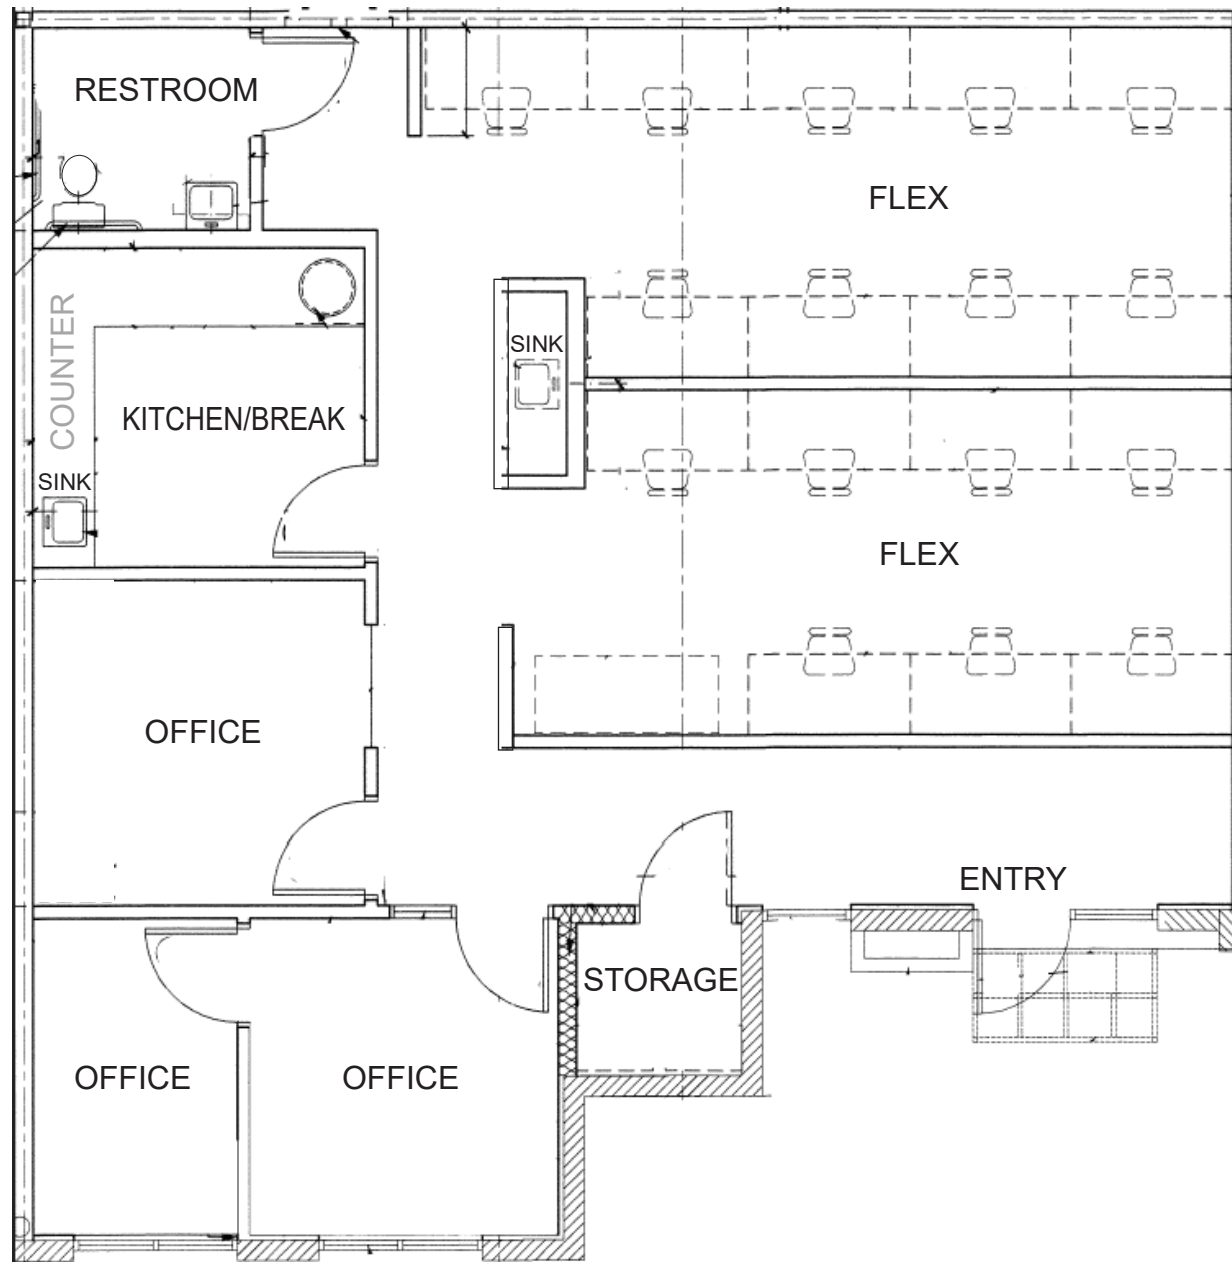 RESTROOM
FLEX
COUNTER
SINK
KITCHEN/BREAK
SINK
FLEX
OFFICE
ENTRY
STORAGE
OFFICE
OFFICE